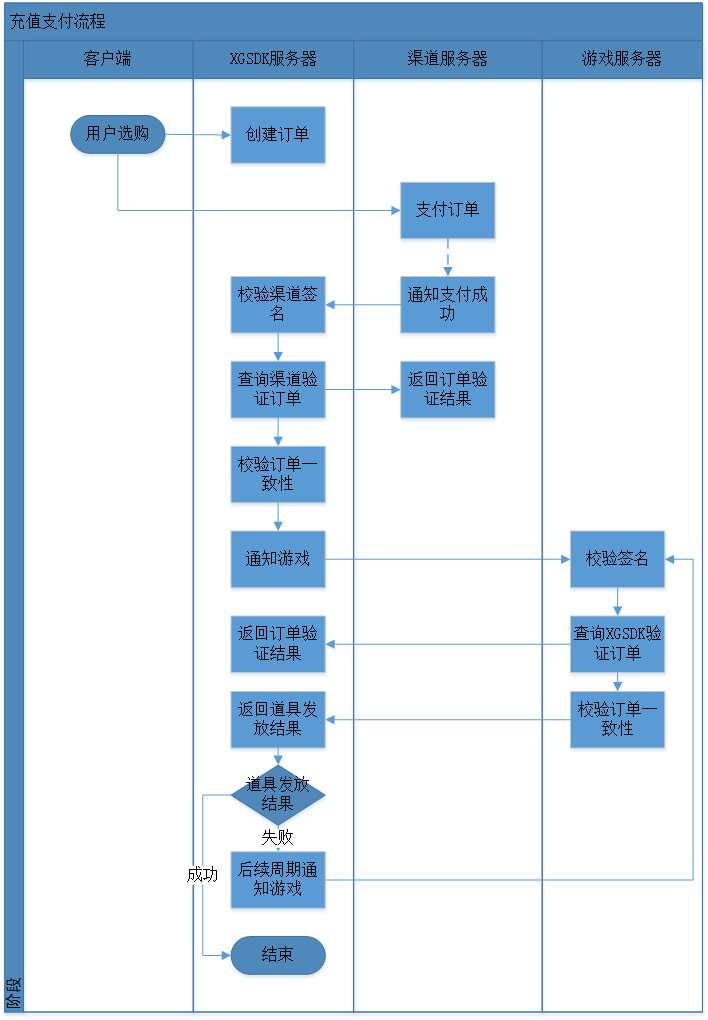 充值支付流程
客户端
XGSDK服务器
渠道服务器
游戏服务器
用户选购
创建订单
支付订单
校验渠道签
名
通知支付成
功
查询渠道验
证订单
返回订单验
证结果
校验订单一
致性
通知游戏
校验签名
返回订单验
证结果
查询XGSDK验
证订单
返回道具发
放结果
校验订单一
致性
道具发放
结果
失败
成功
后续周期通
知游戏
结束
阶段